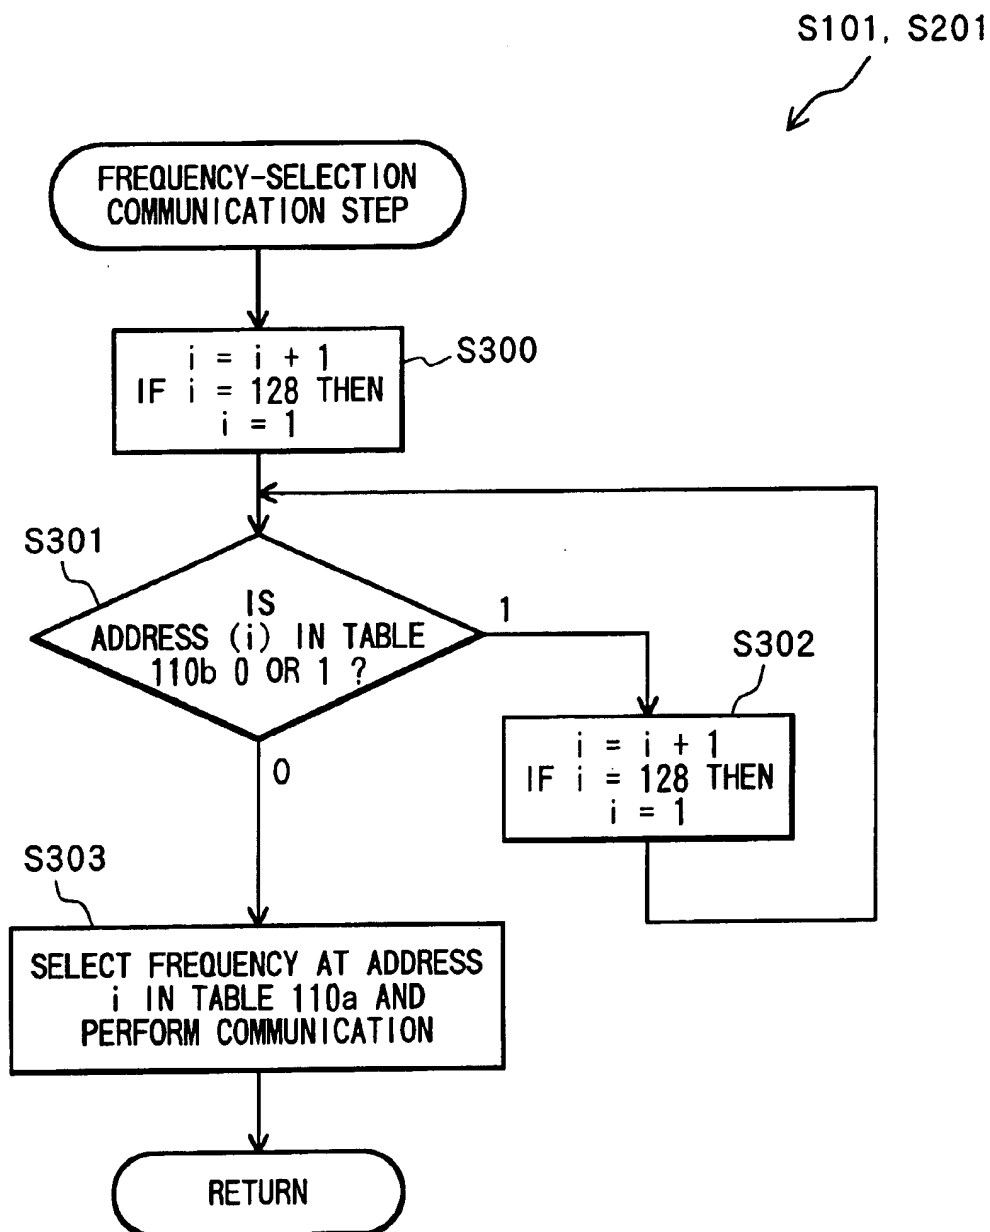 S101, S201
FREQUENCY-SELECTION
COMMUNICATION STEP
i = i + 1
IF i = 128 THEN
i = 1
S300
S301
IS
ADDRESS (i) IN TABLE
110b 0 OR 1 ?
1
0
S302
i = i + 1
IF i = 128 THEN
i = 1
S303
SELECT FREQUENCY AT ADDRESS
i IN TABLE 110a AND
PERFORM COMMUNICATION
RETURN